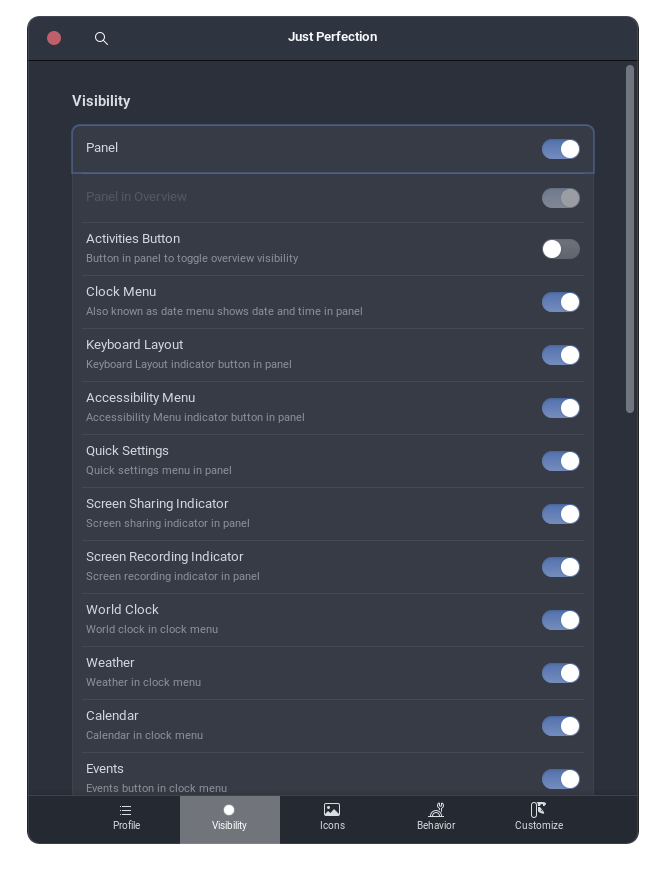 Just Perfection
Visibility
Panel
Panel in Overview
Activities Button
Button in panel to toggle overview visibility
Clock Menu
Also known as date menu shows date and time in panel
Keyboard Layout
Keyboard Layout indicator button in panel
Accessibility Menu
Accessibility Menu indicator button in panel
Quick Settings
Quick settings menu in panel
Screen Sharing Indicator
Screen sharing indicator in panel
Screen Recording Indicator
Screen recording indicator in panel
World Clock
World clock in clock menu
Weather
Weather in clock menu
Calendar
Calendar in clock menu
Events
Events button in clock menu
Profile Visibility Icons Behavior Customize